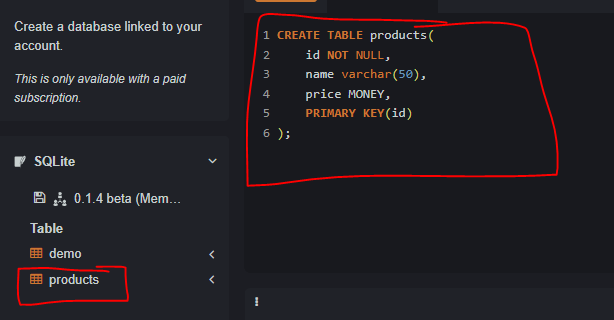 Create a database linked to your
account.
This is only available with a paid
subscription.
SQLite
0.1.4 beta (Mem...
Table
demo
products
1 CREATE TABLE products(
2 id NOT NULL,
3 name varchar(50),
4 price MONEY,
5 PRIMARY KEY(id)
6 );